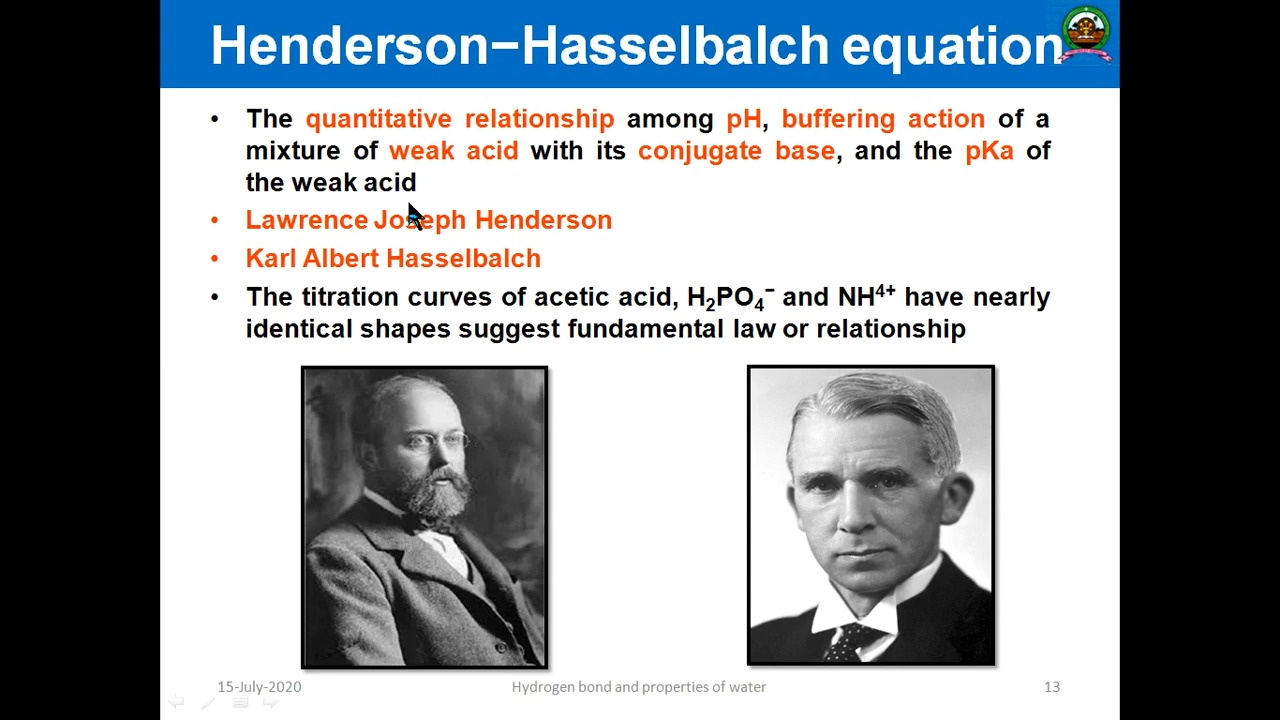 Henderson−Hasselbalch equation
• The quantitative relationship among pH, buffering action of a
mixture of weak acid with its conjugate base, and the pKa of
the weak acid
• Lawrence Joseph Henderson
• Karl Albert Hasselbalch
• The titration curves of acetic acid, H₂PO₄⁻ and NH⁴⁺ have nearly
identical shapes suggest fundamental law or relationship
15-July-2020
Hydrogen bond and properties of water
13